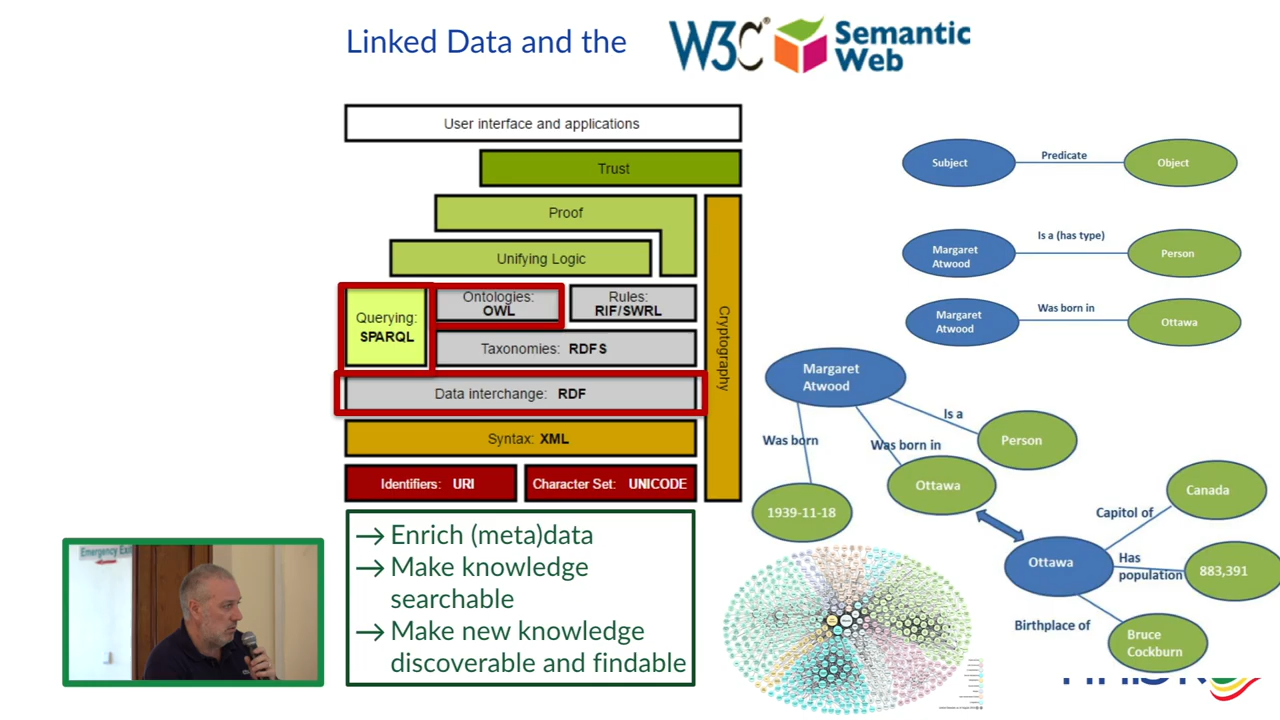 Linked Data and the
W3C® Semantic
Web
User interface and applications
Trust
Proof
Unifying Logic
Querying:
SPARQL
Ontologies:
OWL
Rules:
RIF/SWRL
Taxonomies: RDFS
Data interchange: RDF
Syntax: XML
Identifiers: URI
Character Set: UNICODE
Cryptography
Subject
Predicate
Object
Margaret
Atwood
Is a (has type)
Person
Margaret
Atwood
Was born in
Ottawa
Margaret
Atwood
Is a
Person
Was born
Was born in
Ottawa
1939-11-18
Canada
Capitol of
Ottawa
Has
population
883,391
Birthplace of
Bruce
Cockburn
→ Enrich (meta)data
→ Make knowledge
searchable
→ Make new knowledge
discoverable and findable
Emergency Exit